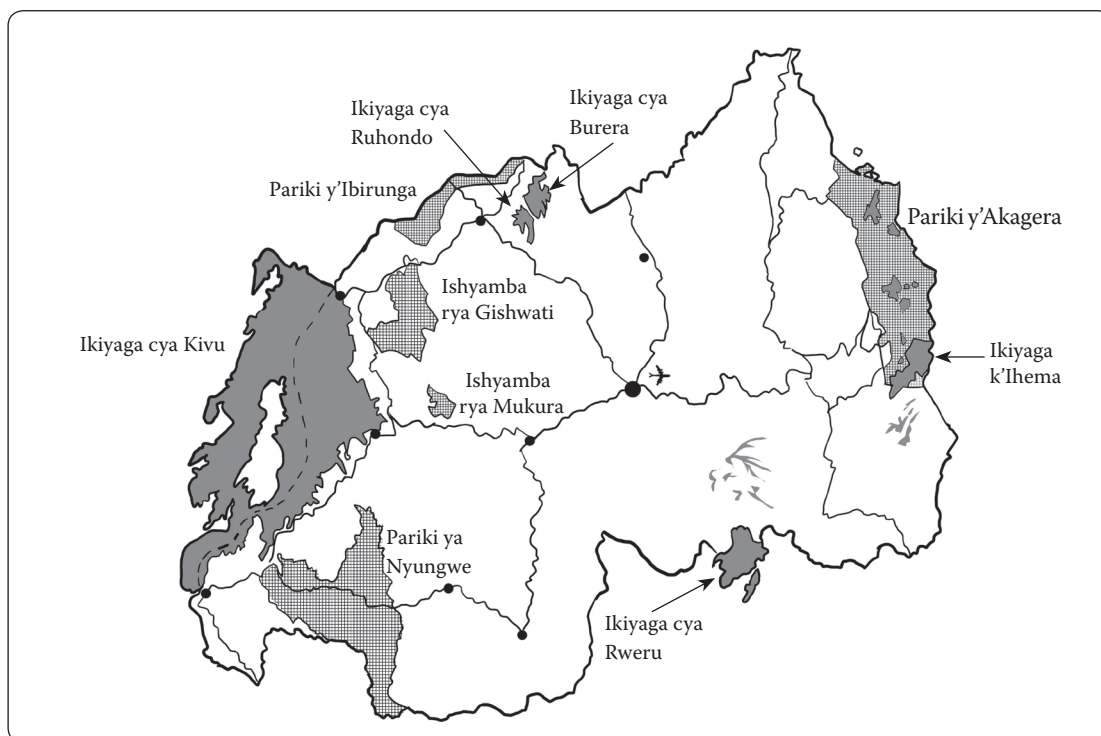 Ikiyaga cya
Ruhondo
Ikiyaga cya
Burera
Pariki y'Ibirunga
Pariki y'Akagera
Ishyamba
rya Gishwati
Ikiyaga cya Kivu
Ikiyaga
k'Ihema
Ishyamba
rya Mukura
Pariki ya
Nyungwe
Ikiyaga cya
Rweru